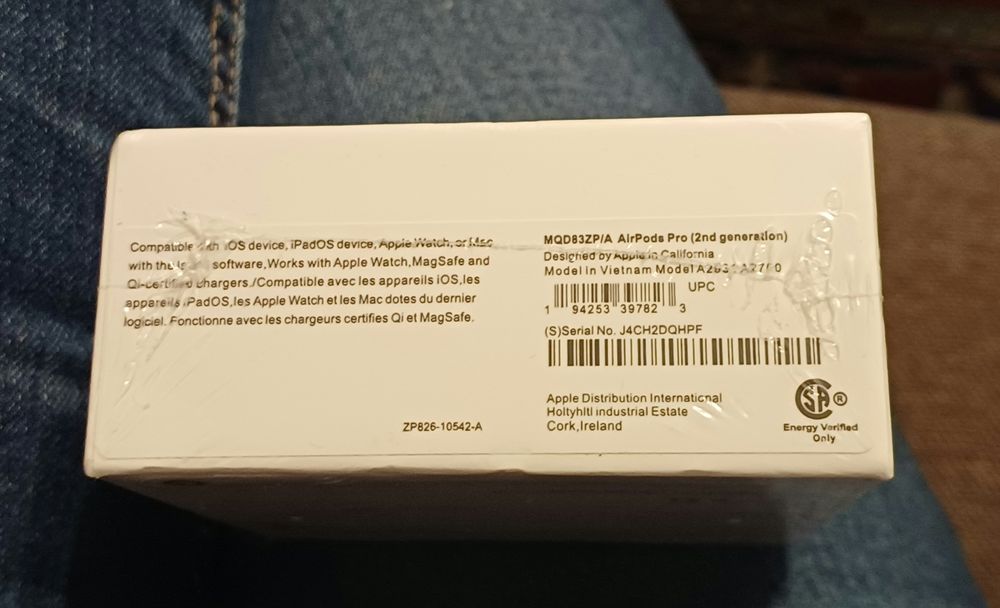 Compatible with iOS device, iPadOS device, Apple Watch, or Mac
with the software,Works with Apple Watch,MagSafe and
Qi-certified chargers./Compatible avec les appareils iOS,les
appareils iPadOS,les Apple Watch et les Mac dotes du dernier
logiciel. Fonctionne avec les chargeurs certifies Qi et MagSafe.
ZP826-10542-A
MQD83ZP/A AirPods Pro (2nd generation)
Designed by Apple in California
Model in Vietnam Model
UPC
1 94253 39782 3
(S)Serial No. J4CH2DQHPF
Apple Distribution International
Holtyhltl industrial Estate
Cork,Ireland
SA ®
Energy Verified
Only